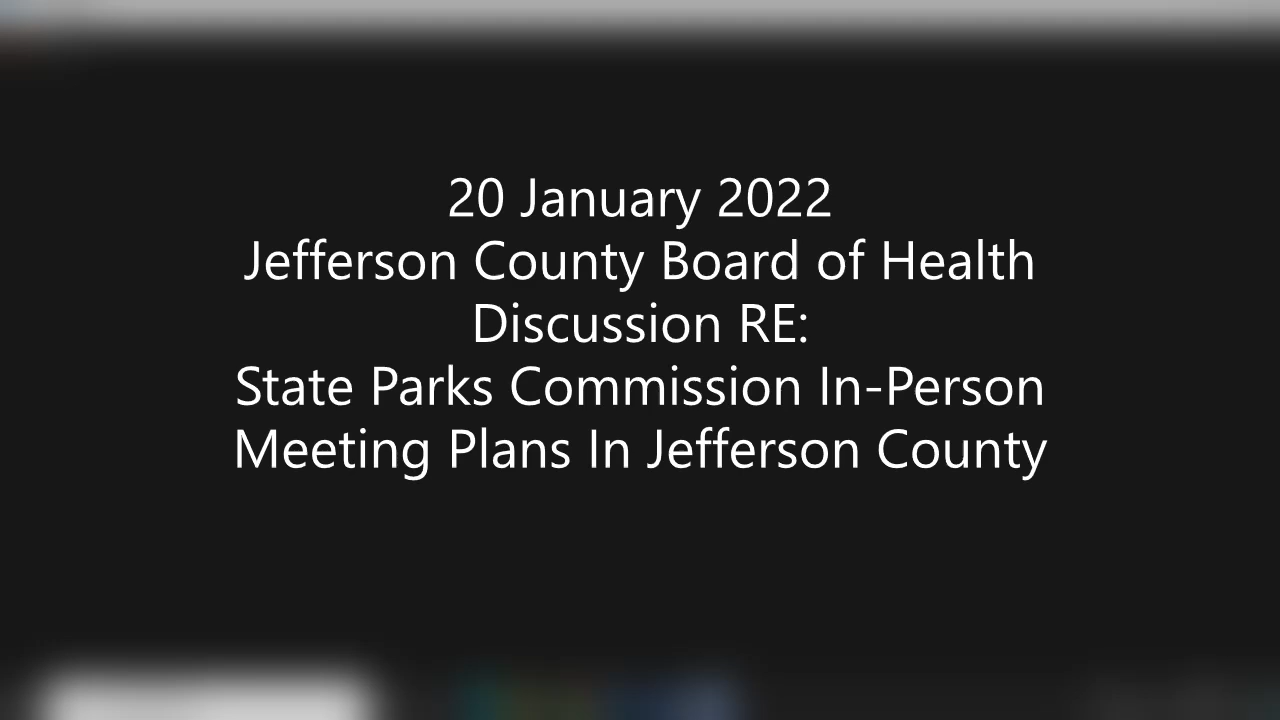 20 January 2022
Jefferson County Board of Health
Discussion RE:
State Parks Commission In-Person
Meeting Plans In Jefferson County